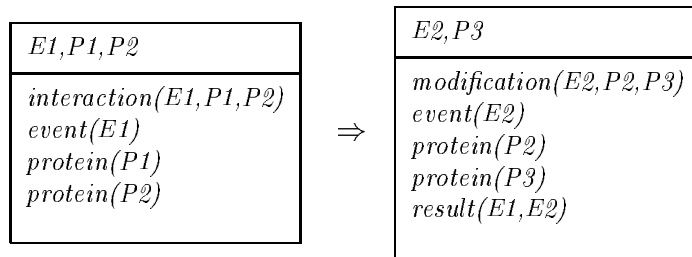 E1,P1,P2
interaction(E1,P1,P2)
event(E1)
protein(P1)
protein(P2)
⇒
E2,P3
modification(E2,P2,P3)
event(E2)
protein(P2)
protein(P3)
result(E1,E2)